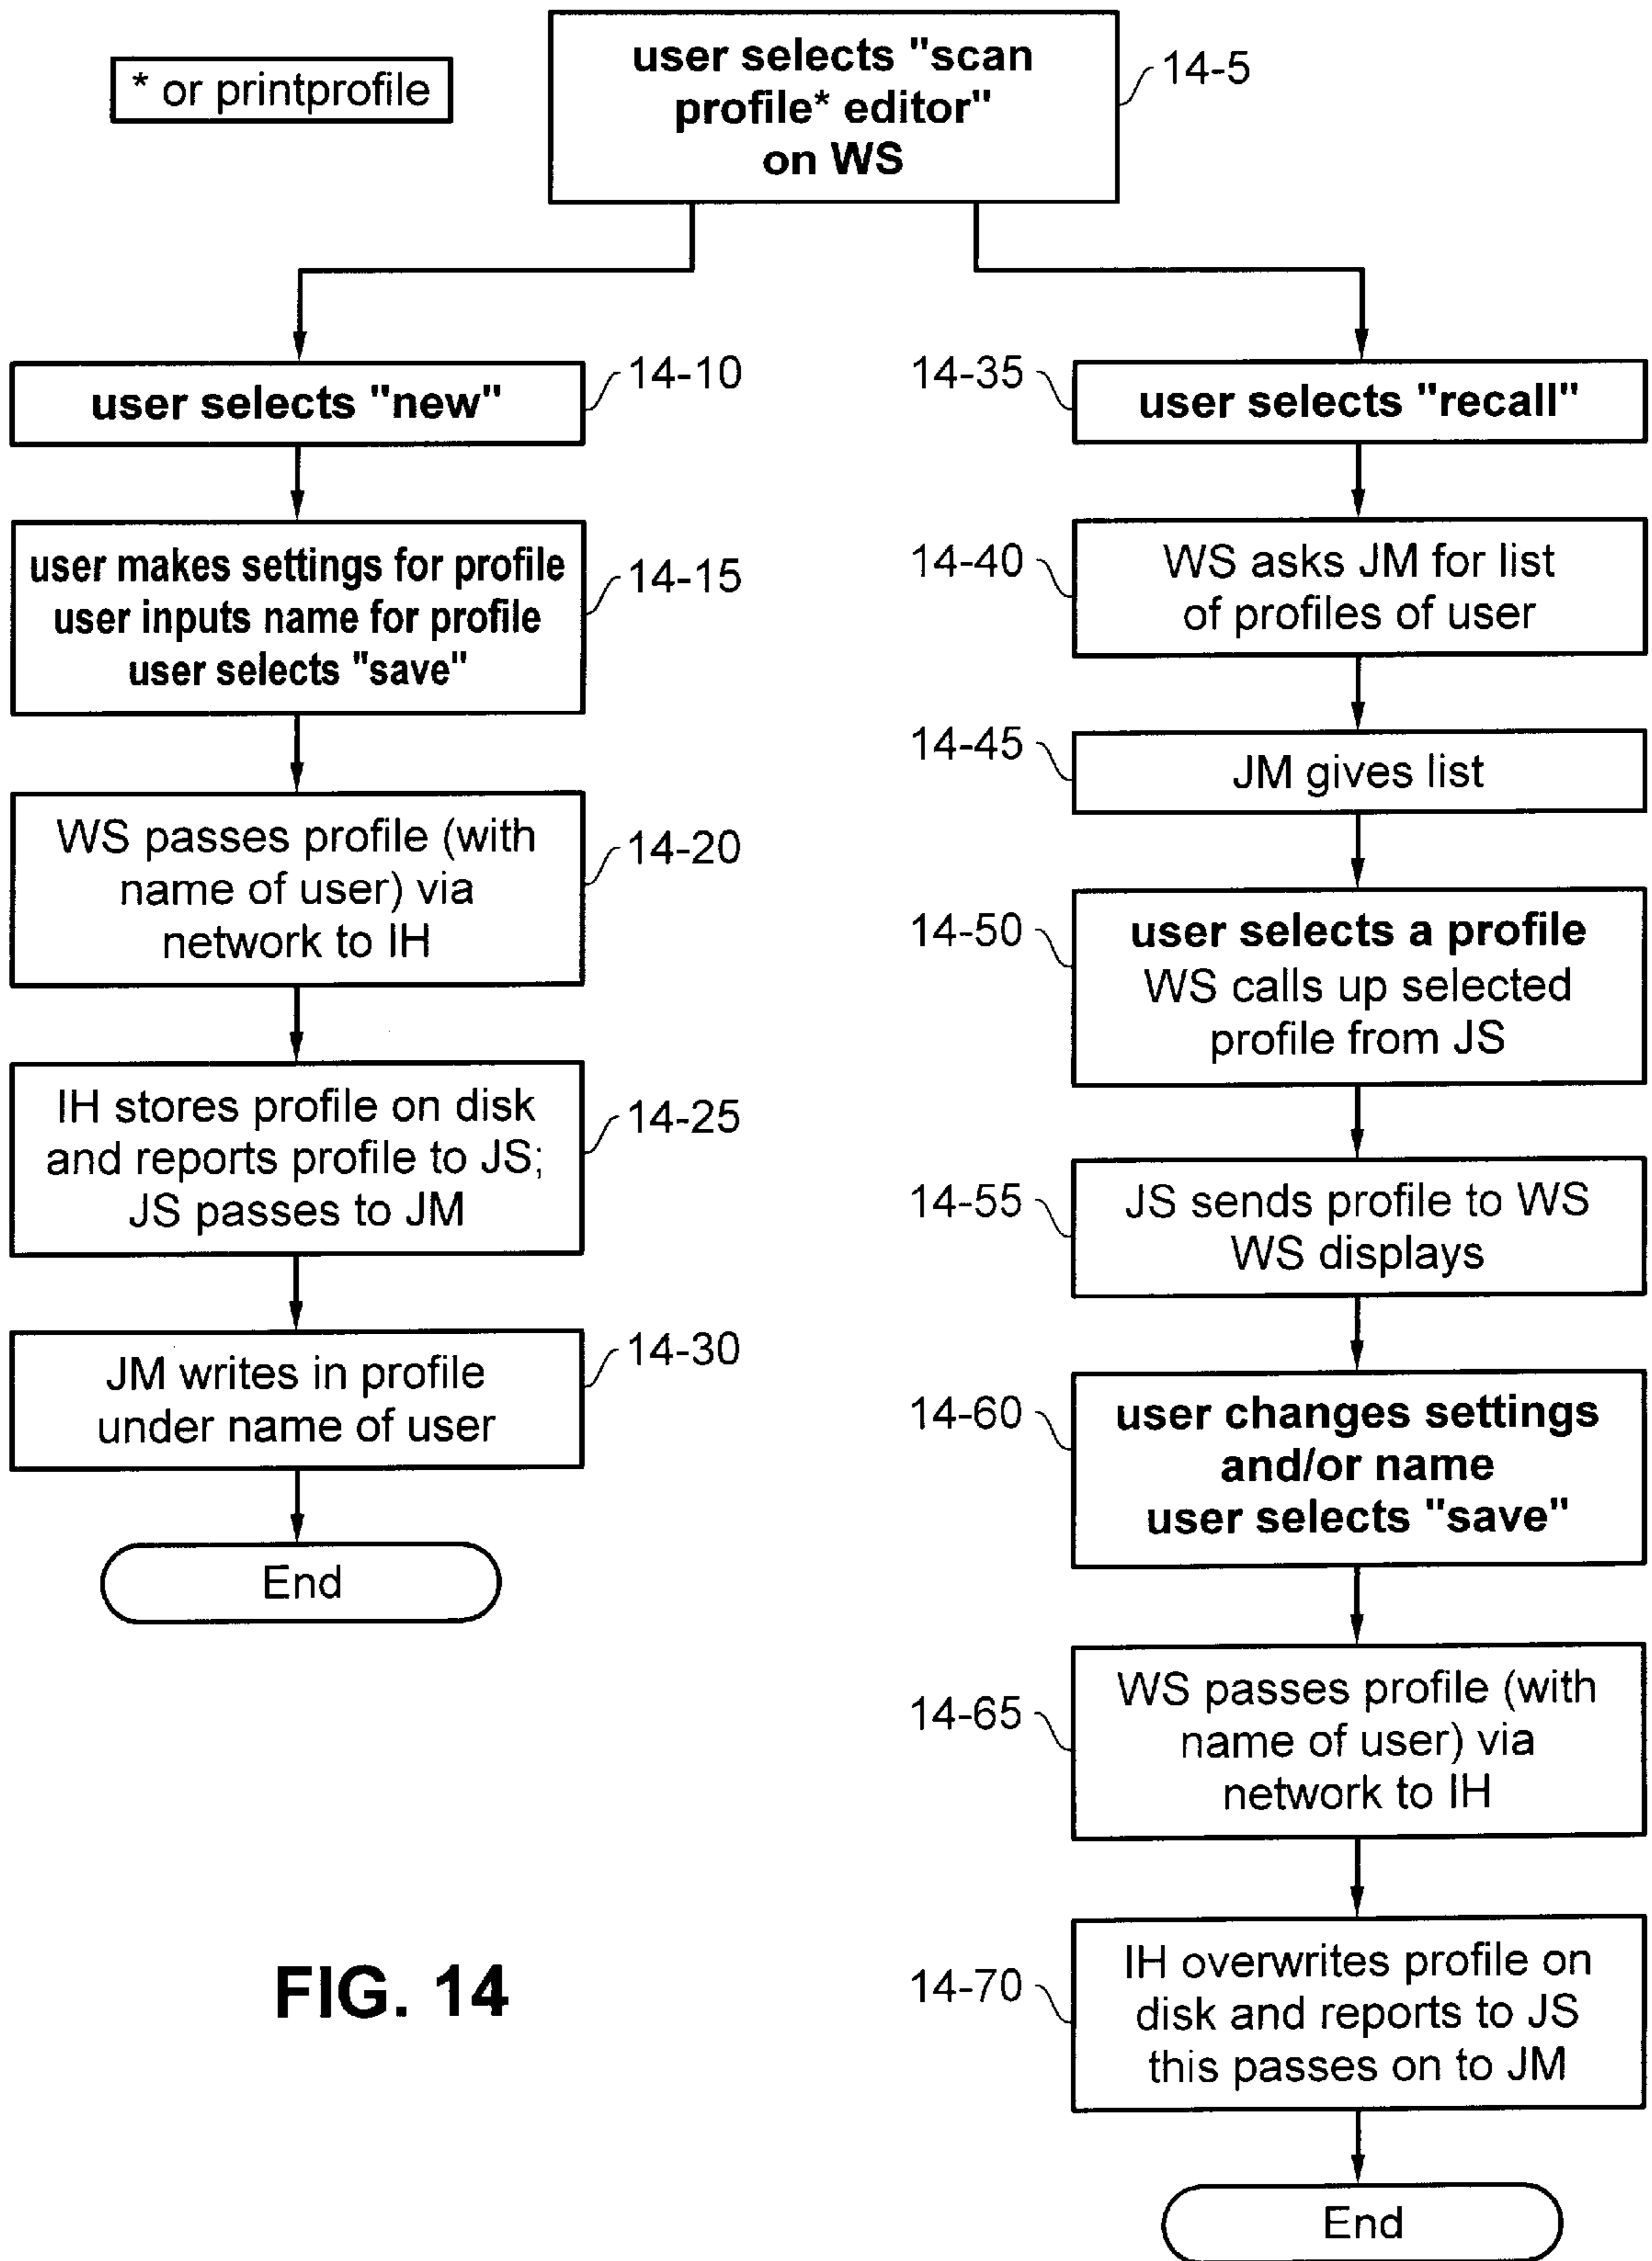 * or printprofile
user selects "scan
profile* editor"
on WS
14-5
user selects "new"
14-10
user makes settings for profile
user inputs name for profile
user selects "save"
14-15
WS passes profile (with
name of user) via
network to IH
14-20
IH stores profile on disk
and reports profile to JS;
JS passes to JM
14-25
JM writes in profile
under name of user
14-30
End
14-35
user selects "recall"
14-40
WS asks JM for list
of profiles of user
14-45
JM gives list
14-50
user selects a profile
WS calls up selected
profile from JS
14-55
JS sends profile to WS
WS displays
14-60
user changes settings
and/or name
user selects "save"
14-65
WS passes profile (with
name of user) via
network to IH
14-70
IH overwrites profile on
disk and reports to JS
this passes on to JM
End
FIG. 14